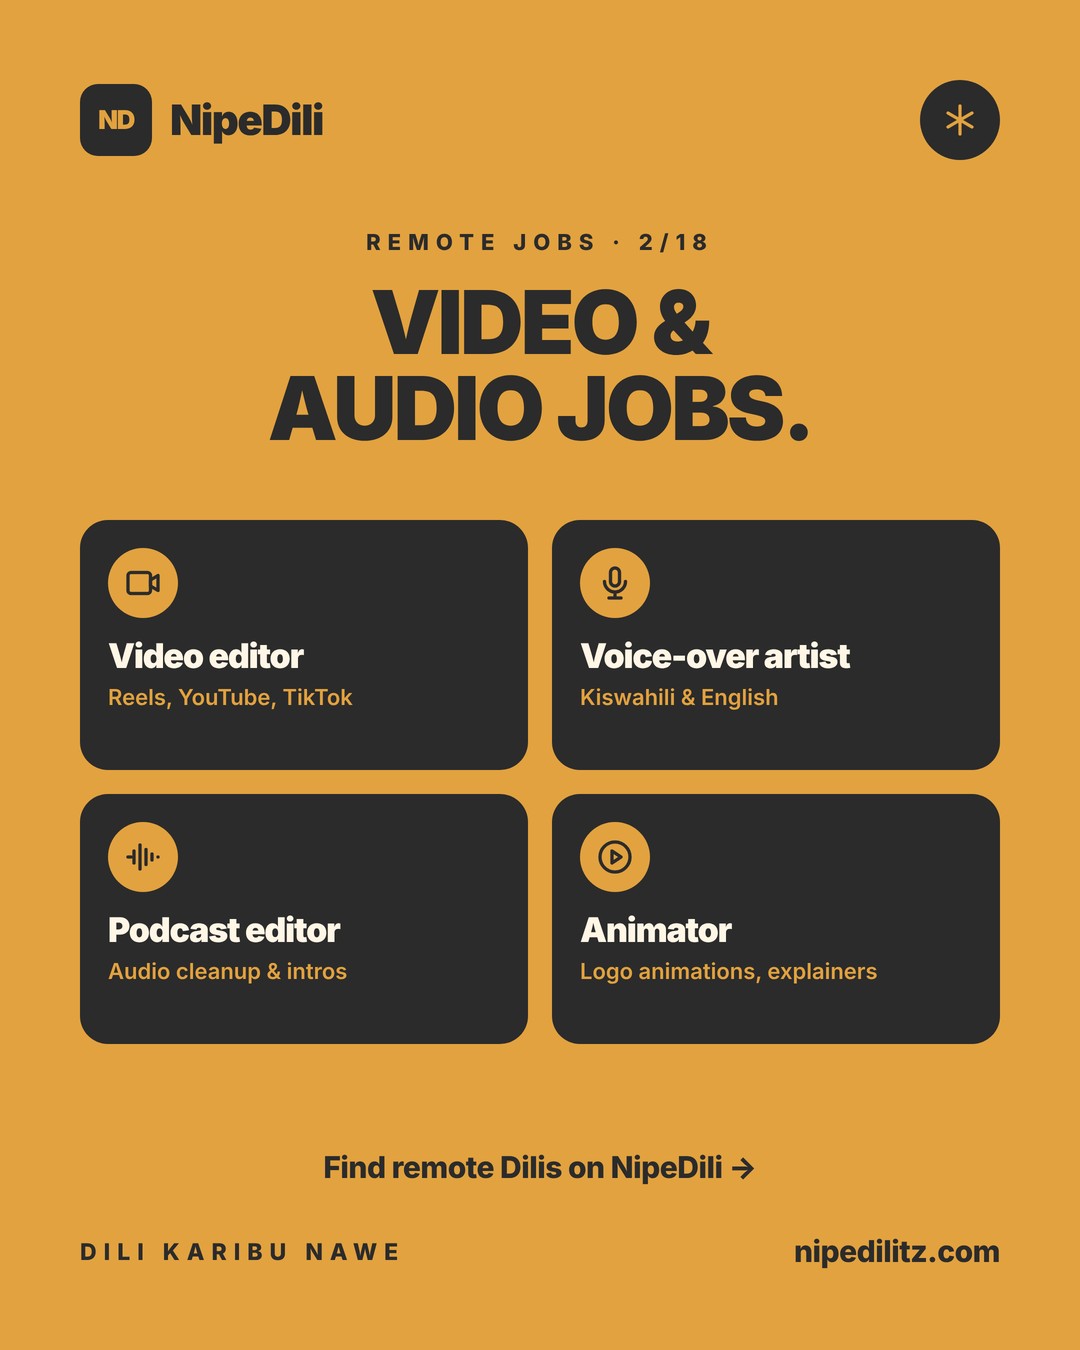 ND
NipeDili
REMOTE JOBS · 2/18
VIDEO &
AUDIO JOBS.
Video editor
Reels, YouTube, TikTok
Voice-over artist
Kiswahili & English
Podcast editor
Audio cleanup & intros
Animator
Logo animations, explainers
Find remote Dilis on NipeDili →
DILI KARIBU NAWE
nipedilitz.com